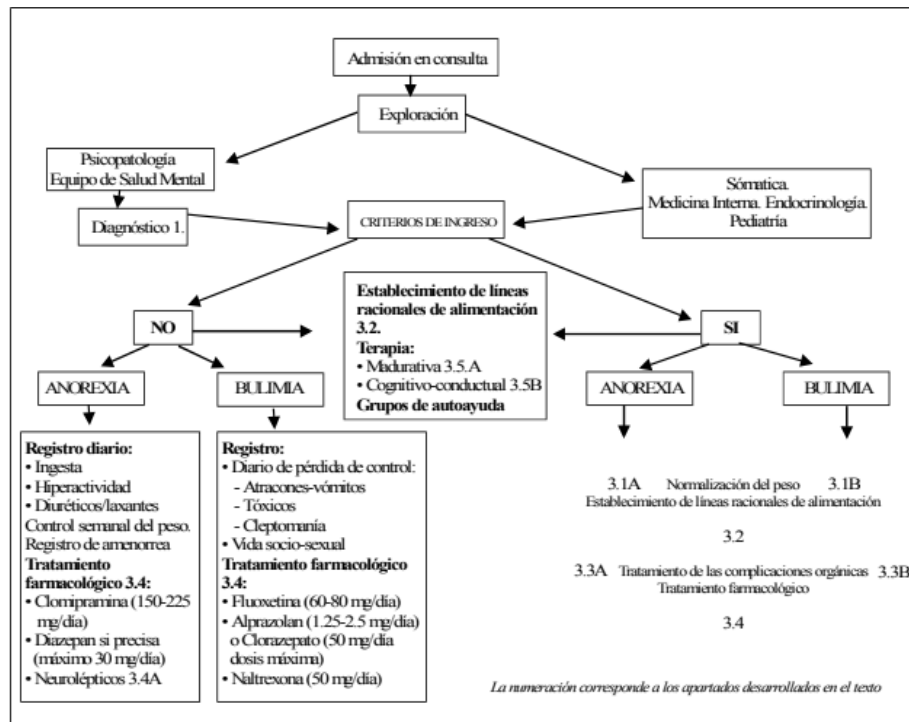 Admisión en consulta
Exploración
Psicopatología
Equipo de Salud Mental
Sómatica.
Medicina Interna. Endocrinología.
Pediatría
Diagnóstico 1.
CRITERIOS DE INGRESO
Establecimiento de líneas
racionales de alimentación
3.2.
Terapia:
• Madurativa 3.5.A
• Cognitivo-conductual 3.5B
Grupos de autoayuda
NO
SI
ANOREXIA
BULIMIA
ANOREXIA
BULIMIA
Registro diario:
• Ingesta
• Hiperactividad
• Diuréticos/laxantes
Control semanal del peso.
Registro de amenorrea
Tratamiento
farmacológico 3.4:
• Clomipramina (150-225
mg/día)
• Diazepan si precisa
(máximo 30 mg/día)
• Neurolépticos 3.4A
Registro:
• Diario de pérdida de control:
- Atracones-vómitos
- Tóxicos
- Cleptomanía
• Vida socio-sexual
Tratamiento farmacológico
3.4:
• Fluoxetina (60-80 mg/día)
• Alprazolan (1.25-2.5 mg/día)
o Clorazepato (50 mg/día
dosis máxima)
• Naltrexona (50 mg/día)
3.1A Normalización del peso 3.1B
Establecimiento de líneas racionales de alimentación
3.2
3.3A Tratamiento de las complicaciones orgánicas 3.3B
Tratamiento farmacológico
3.4
La numeración corresponde a los apartados desarrollados en el texto